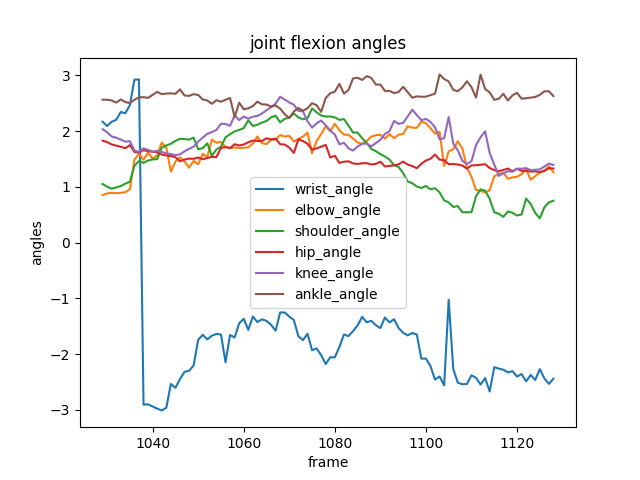 joint flexion angles
angles
3
2
1
0
−1
−2
−3
wrist_angle
elbow_angle
shoulder_angle
hip_angle
knee_angle
ankle_angle
1040
1060
1080
1100
1120
frame